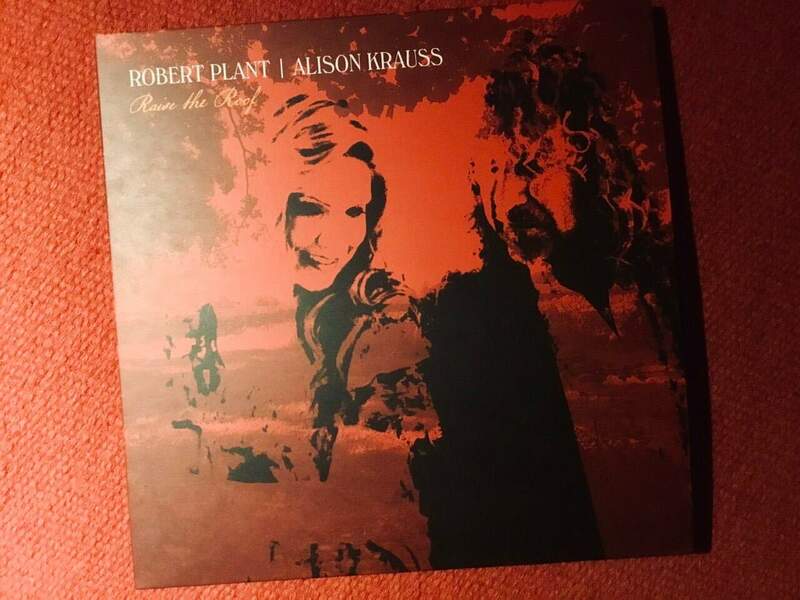 ROBERT PLANT | ALISON KRAUSS
Raise the Roof